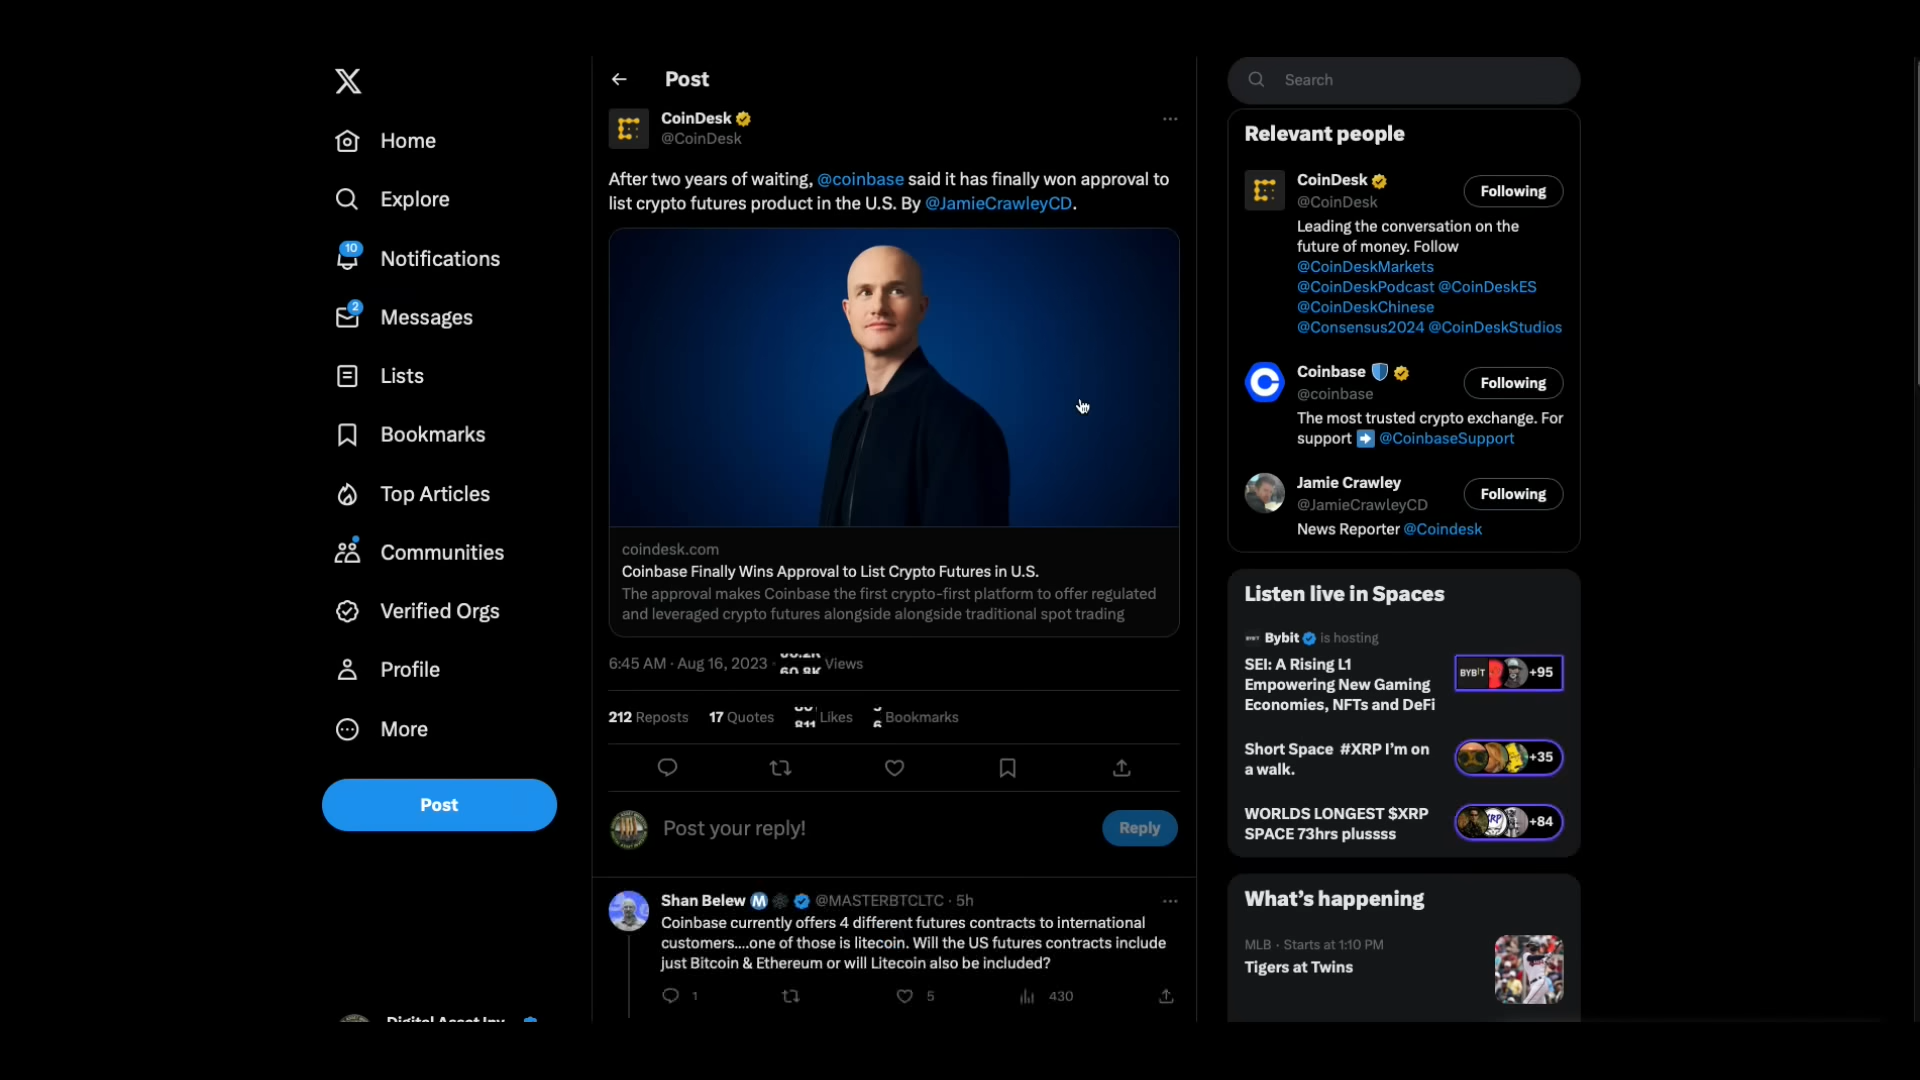 Home
Explore
10
Notifications
2
Messages
Lists
Bookmarks
Top Articles
Communities
Verified Orgs
Profile
More
Post
Post
CoinDesk
@CoinDesk
After two years of waiting, @coinbase said it has finally won approval to
list crypto futures product in the U.S. By @JamieCrawleyCD.
coindesk.com
Coinbase Finally Wins Approval to List Crypto Futures in U.S.
The approval makes Coinbase the first crypto-first platform to offer regulated
and leveraged crypto futures alongside alongside traditional spot trading
6:45 AM · Aug 16, 2023 · Views
212 Reposts 17 Quotes Likes Bookmarks
Post your reply!
Reply
Shan Belew @MASTERBTCLTC · 5h
Coinbase currently offers 4 different futures contracts to international
customers....one of those is litecoin. Will the US futures contracts include
just Bitcoin & Ethereum or will Litecoin also be included?
1 5 430
Search
Relevant people
CoinDesk
@CoinDesk
Following
Leading the conversation on the
future of money. Follow
@CoinDeskMarkets
@CoinDeskPodcast @CoinDeskES
@CoinDeskChinese
@Consensus2024 @CoinDeskStudios
Coinbase
@coinbase
Following
The most trusted crypto exchange. For
support @CoinbaseSupport
Jamie Crawley
@JamieCrawleyCD
Following
News Reporter @Coindesk
Listen live in Spaces
Bybit is hosting
SEI: A Rising L1
Empowering New Gaming
Economies, NFTs and DeFi
BYBIT
+95
Short Space #XRP I'm on
a walk.
+35
WORLDS LONGEST $XRP
SPACE 73hrs plussss
+84
What's happening
MLB · Starts at 1:10 PM
Tigers at Twins